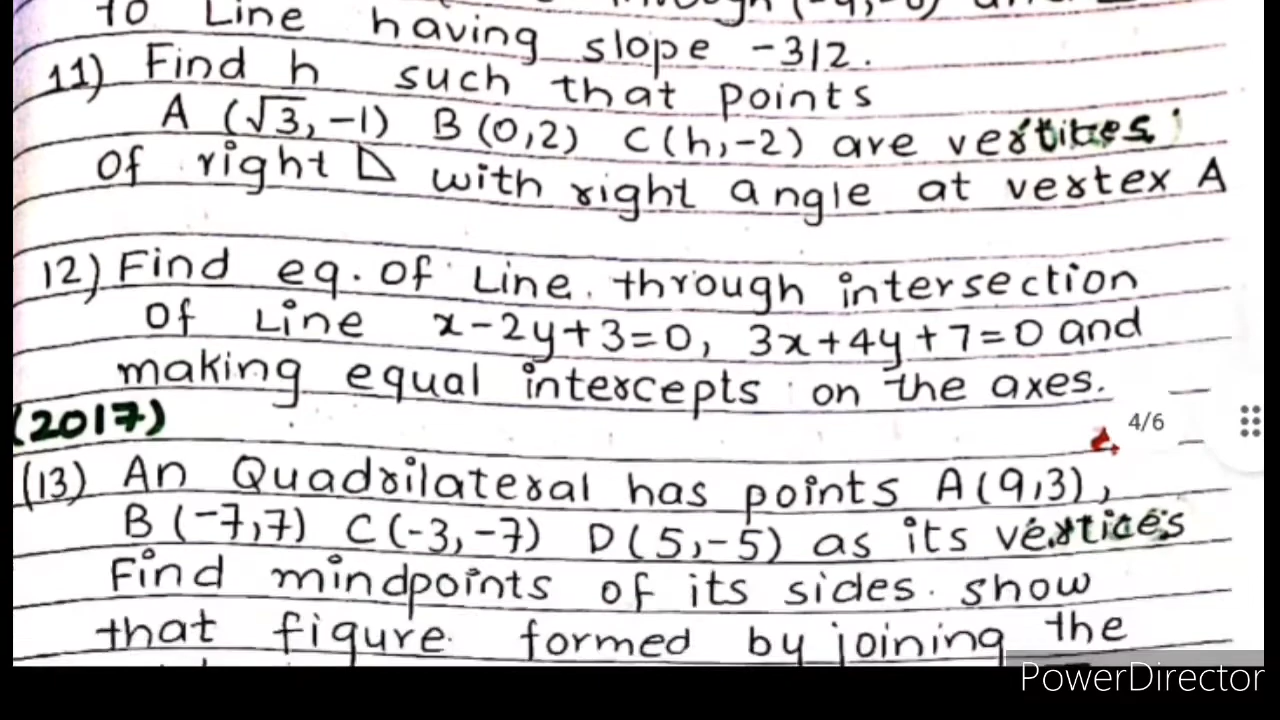 through (-9,-6) and
to Line having slope -3/2.
11) Find h such that points
A (√3, -1) B (0,2) C (h,-2) are vertices
of right △ with right angle at vertex A
12) Find eq. of Line through intersection
of Line x-2y+3=0, 3x+4y+7=0 and
making equal intercepts on the axes.
(2017)
4/6
(13) An Quadrilateral has points A(9,3),
B(-7,7) C(-3,-7) D(5,-5) as its vertices
Find mindpoints of its sides. show
that figure formed by joining the
PowerDirector